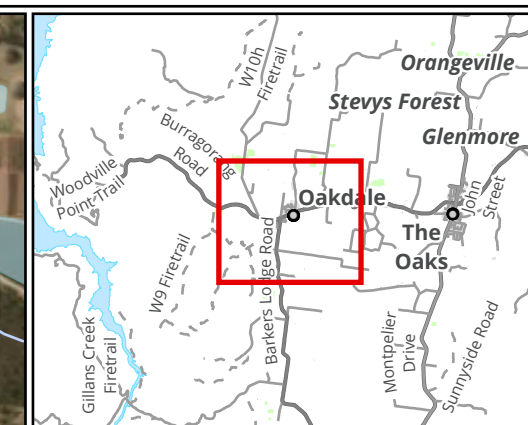 Orangeville
W10h
Firetrail
Stevys Forest
Burragorang
Road
Glenmore
Woodville
Point Trail
Oakdale
John
Street
The
Oaks
W9 Firetrail
Barkers Lodge Road
Gillans Creek
Firetrail
Montpelier
Drive
Sunnyside Road